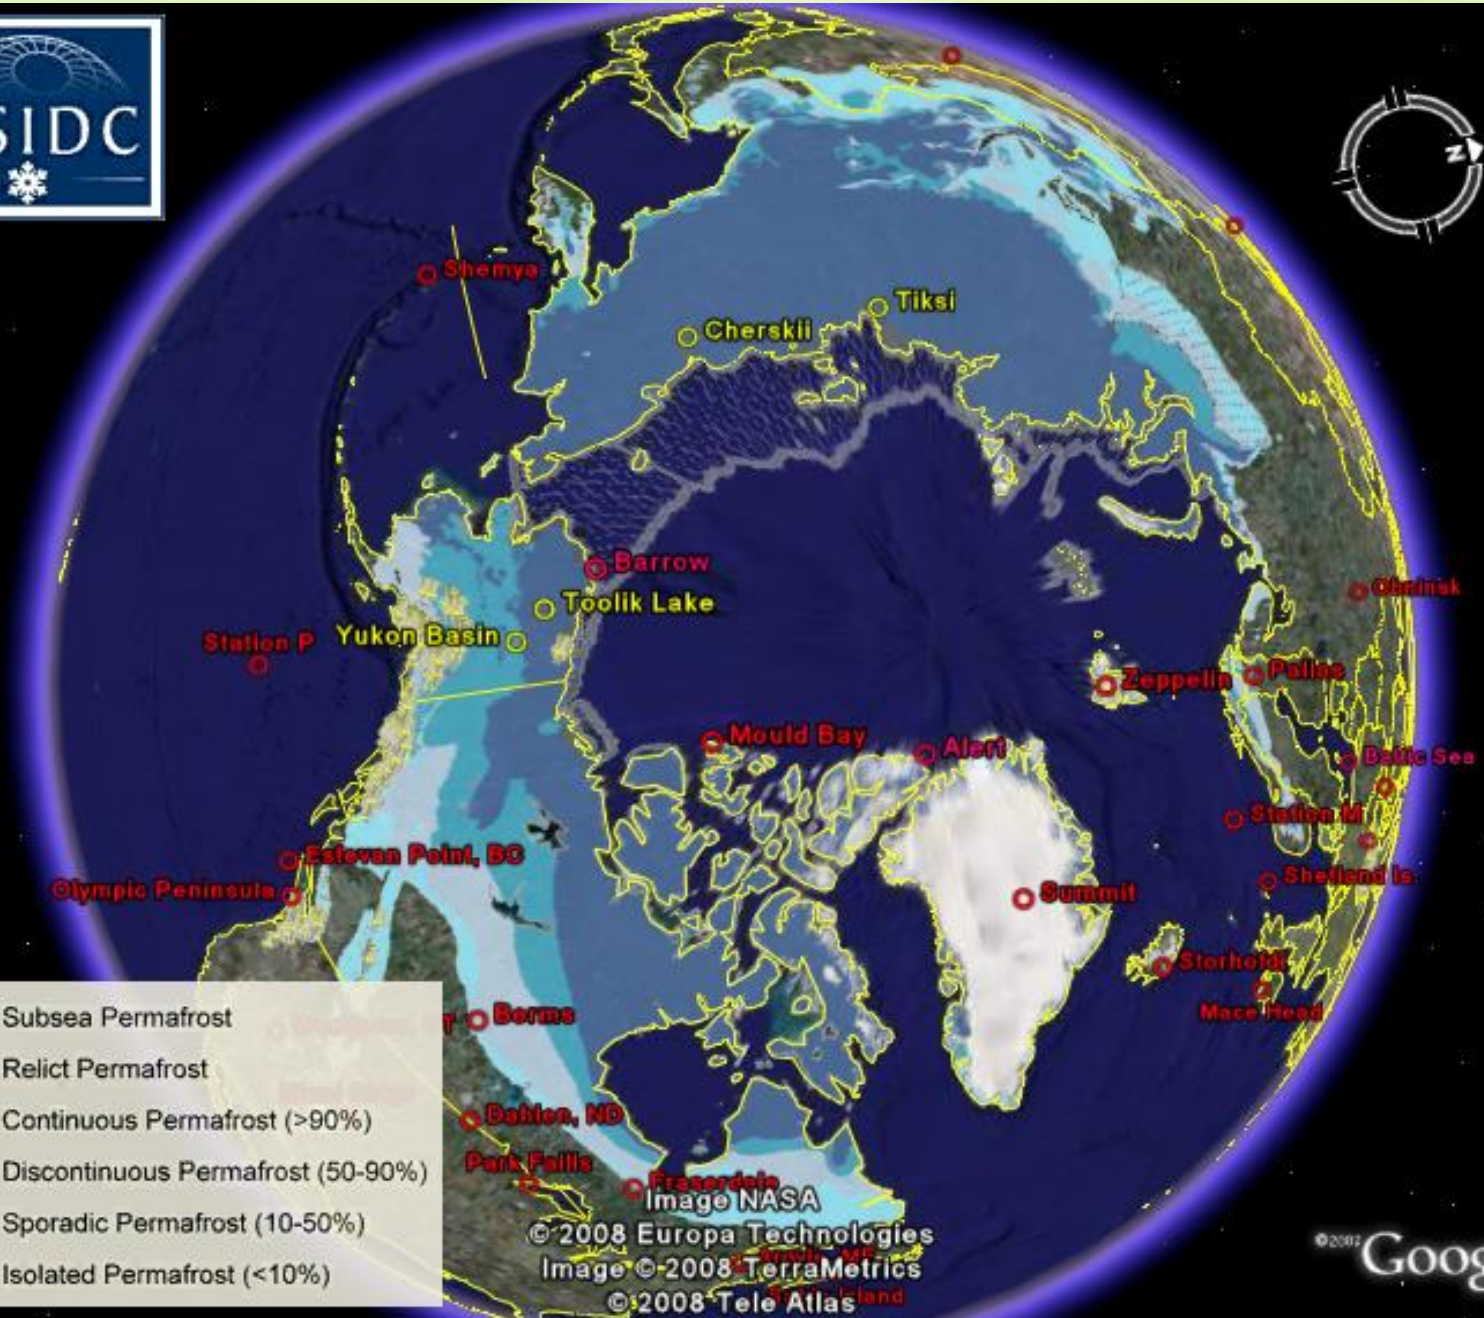 SIDC
N
Shemya
Tiksi
Cherskii
Barrow
Toolik Lake
Yukon Basin
Station P
Obninsk
Pallas
Zeppelin
Mould Bay
Alert
Baltic Sea
Station M
Estevan Point, BC
Olympic Peninsula
Shetland Is.
Summit
Storhofdi
Mace Head
Berms
Dahlen, ND
Park Falls
Fraserdale
Subsea Permafrost
Relict Permafrost
Continuous Permafrost (>90%)
Discontinuous Permafrost (50-90%)
Sporadic Permafrost (10-50%)
Isolated Permafrost (<10%)
Image NASA
© 2008 Europa Technologies
Image © 2008 TerraMetrics
© 2008 Tele Atlas
Island
Goog